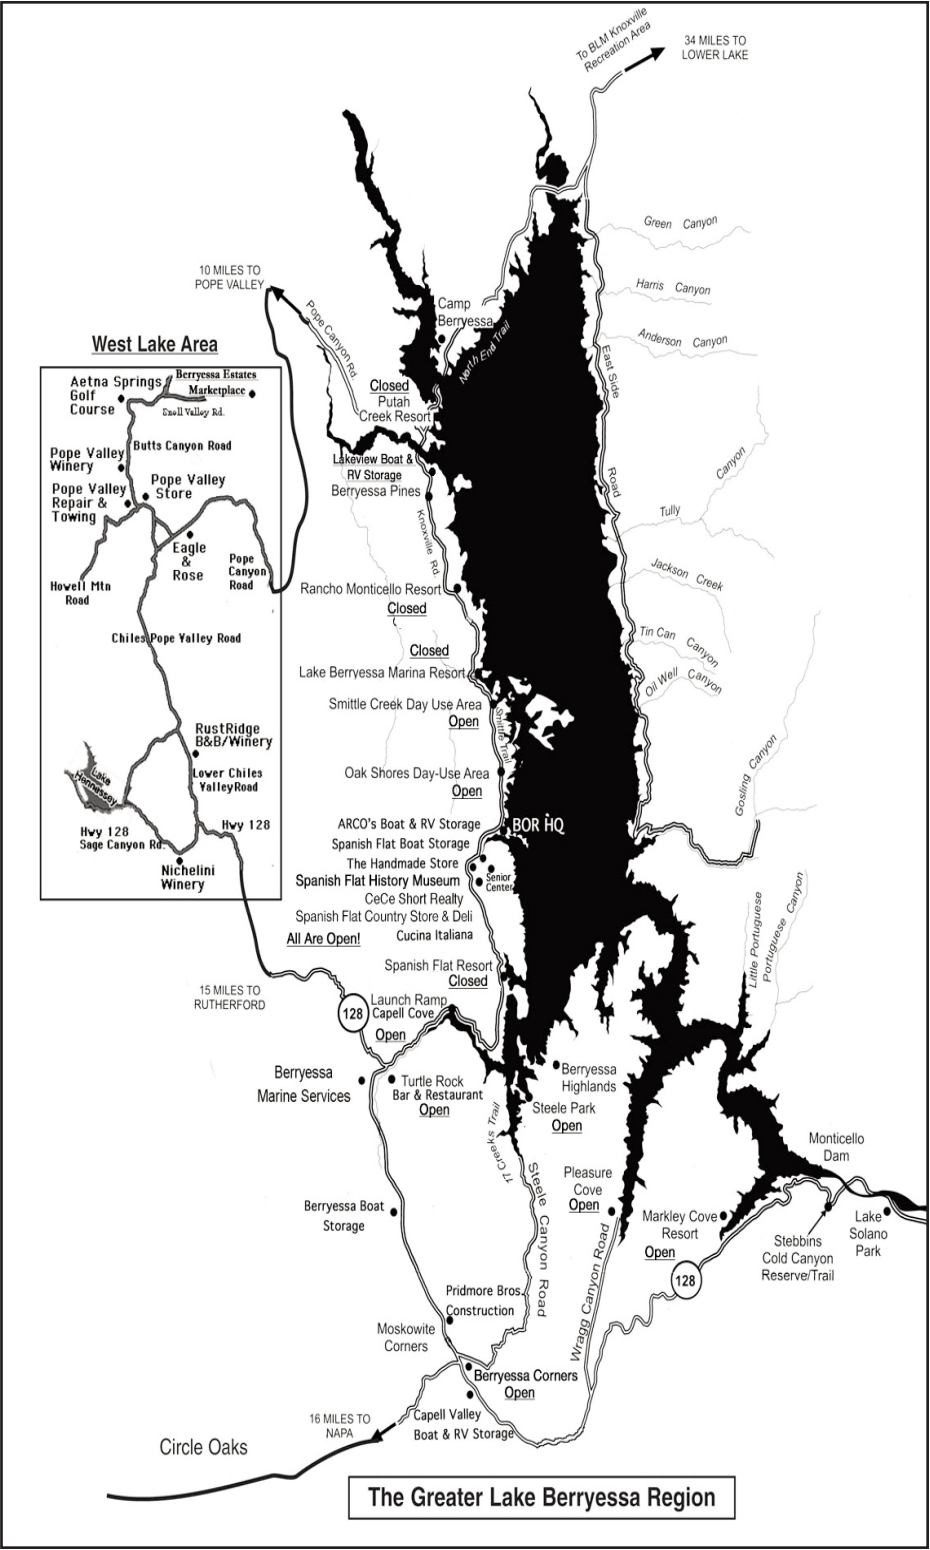 To BLM Knoxville
Recreation Area
34 MILES TO
LOWER LAKE
Green Canyon
Harris Canyon
Anderson Canyon
10 MILES TO
POPE VALLEY
Pope Canyon Rd.
Camp
Berryessa
North End Trail
East Side
Road
Closed
Putah
Creek Resort
Lakeview Boat &
RV Storage
Berryessa Pines
Knoxville Rd.
Canyon
Tully
Jackson Creek
Tin Can Canyon
Oil Well Canyon
Gosling Canyon
Rancho Monticello Resort
Closed
Closed
Lake Berryessa Marina Resort
Smittle Creek Day Use Area
Open
Smittle Trail
Oak Shores Day-Use Area
Open
ARCO's Boat & RV Storage
BOR HQ
Spanish Flat Boat Storage
The Handmade Store
Senior
Center
Spanish Flat History Museum
CeCe Short Realty
Spanish Flat Country Store & Deli
Cucina Italiana
All Are Open!
Spanish Flat Resort
Closed
Little Portuguese
Portuguese Canyon
West Lake Area
Aetna Springs
Golf
Course
Berryessa Estates
Marketplace
Snell Valley Rd.
Butts Canyon Road
Pope Valley
Winery
Pope Valley
Store
Pope Valley
Repair &
Towing
Eagle
&
Rose
Pope
Canyon
Road
Howell Mtn
Road
Chiles Pope Valley Road
RustRidge
B&B/Winery
Lower Chiles
ValleyRoad
Lake
Hennessey
Hwy 128
Sage Canyon Rd.
Hwy 128
Nichelini
Winery
15 MILES TO
RUTHERFORD
128
Launch Ramp
Capell Cove
Open
Berryessa
Marine Services
Turtle Rock
Bar & Restaurant
Open
Berryessa
Highlands
Steele Park
Open
17 Creeks Trail
Steele Canyon Road
Pleasure
Cove
Open
Wragg Canyon Road
Monticello
Dam
Markley Cove
Resort
Open
Stebbins
Cold Canyon
Reserve/Trail
Lake
Solano
Park
128
Berryessa Boat
Storage
Pridmore Bros.
Construction
Moskowite
Corners
Berryessa Corners
Open
Capell Valley
Boat & RV Storage
16 MILES TO
NAPA
Circle Oaks
The Greater Lake Berryessa Region